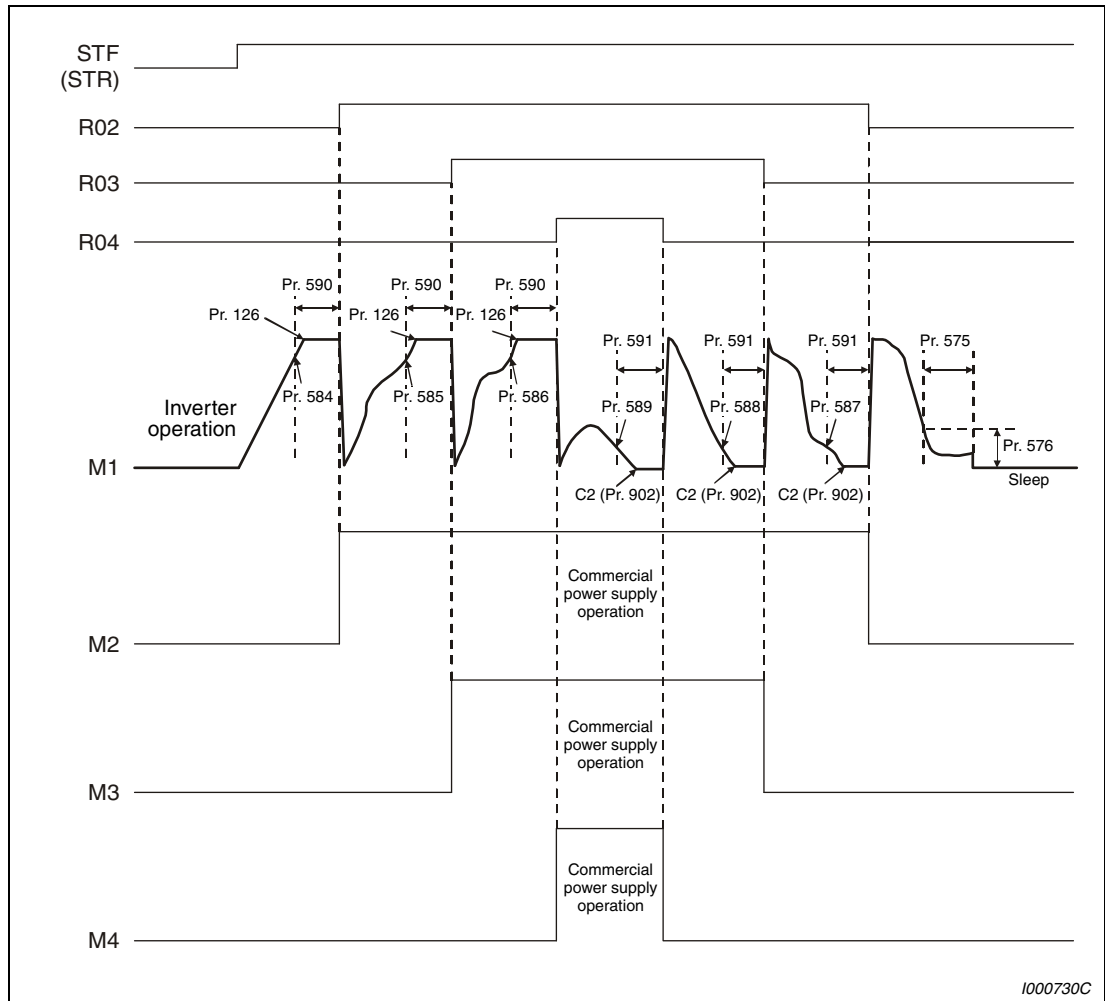 STF
(STR)
R02
R03
R04
Pr. 590
Pr. 590
Pr. 590
Pr. 126
Pr. 126
Pr. 126
Pr. 591
Pr. 591
Pr. 591
Pr. 575
Pr. 584
Pr. 585
Pr. 586
Pr. 589
Pr. 588
Pr. 587
Pr. 576
Inverter
operation
M1
C2 (Pr. 902)
C2 (Pr. 902)
C2 (Pr. 902)
Sleep
Commercial
power supply
operation
M2
Commercial
power supply
operation
M3
Commercial
power supply
operation
M4
I000730C